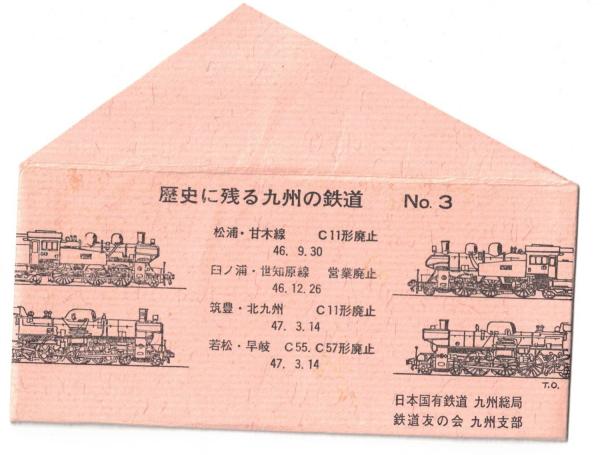 歴史に残る九州の鉄道 No.3
松浦・甘木線 C11形廃止
46.9.30
臼ノ浦・世知原線 営業廃止
46.12.26
筑豊・北九州 C11形廃止
47.3.14
若松・早岐 C55.C57形廃止
47.3.14
T.O.
日本国有鉄道 九州総局
鉄道友の会 九州支部